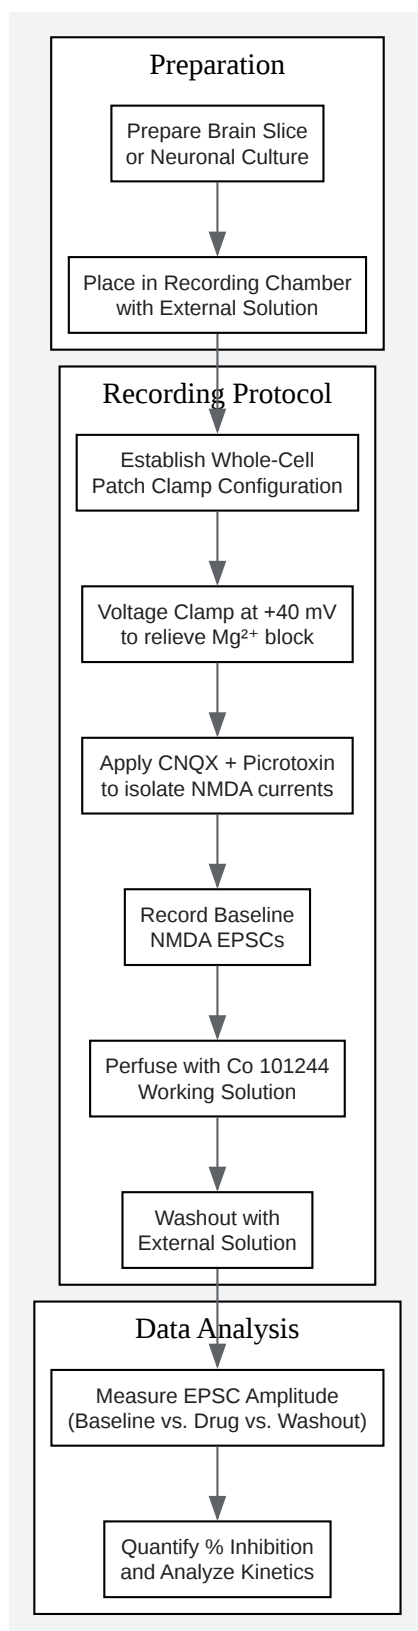 Preparation
Prepare Brain Slice
or Neuronal Culture
Place in Recording Chamber
with External Solution
Recording Protocol
Establish Whole-Cell
Patch Clamp Configuration
Voltage Clamp at +40 mV
to relieve Mg²⁺ block
Apply CNQX + Picrotoxin
to isolate NMDA currents
Record Baseline
NMDA EPSCs
Perfuse with Co 101244
Working Solution
Washout with
External Solution
Data Analysis
Measure EPSC Amplitude
(Baseline vs. Drug vs. Washout)
Quantify % Inhibition
and Analyze Kinetics